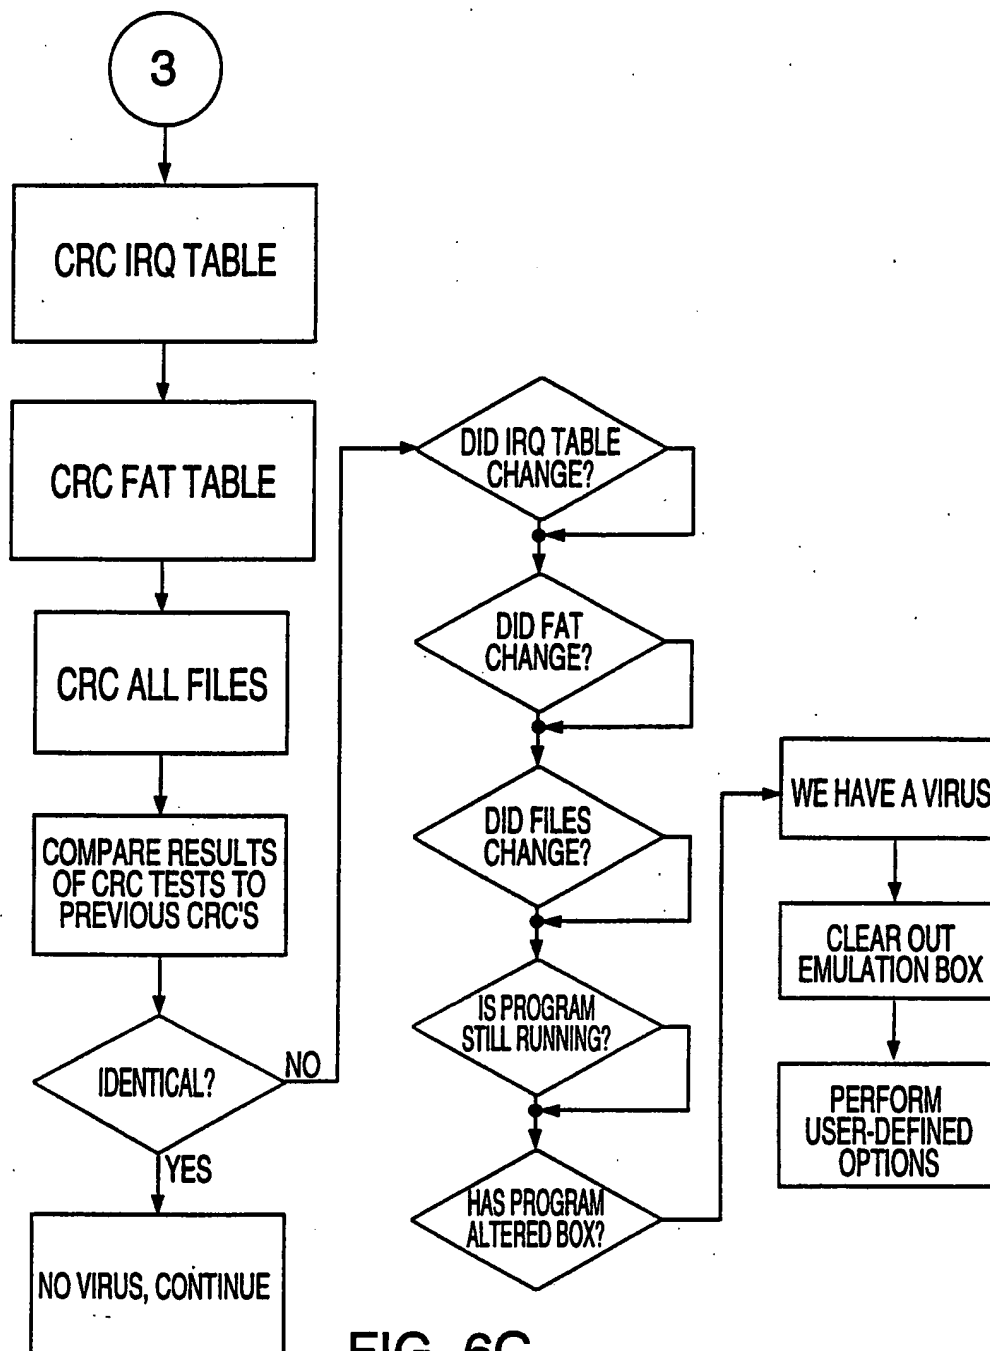 3
CRC IRQ TABLE
CRC FAT TABLE
CRC ALL FILES
COMPARE RESULTS
OF CRC TESTS TO
PREVIOUS CRC'S
IDENTICAL?
NO
YES
NO VIRUS, CONTINUE
DID IRQ TABLE
CHANGE?
DID FAT
CHANGE?
DID FILES
CHANGE?
IS PROGRAM
STILL RUNNING?
HAS PROGRAM
ALTERED BOX?
WE HAVE A VIRUS
CLEAR OUT
EMULATION BOX
PERFORM
USER-DEFINED
OPTIONS
FIG. 6C